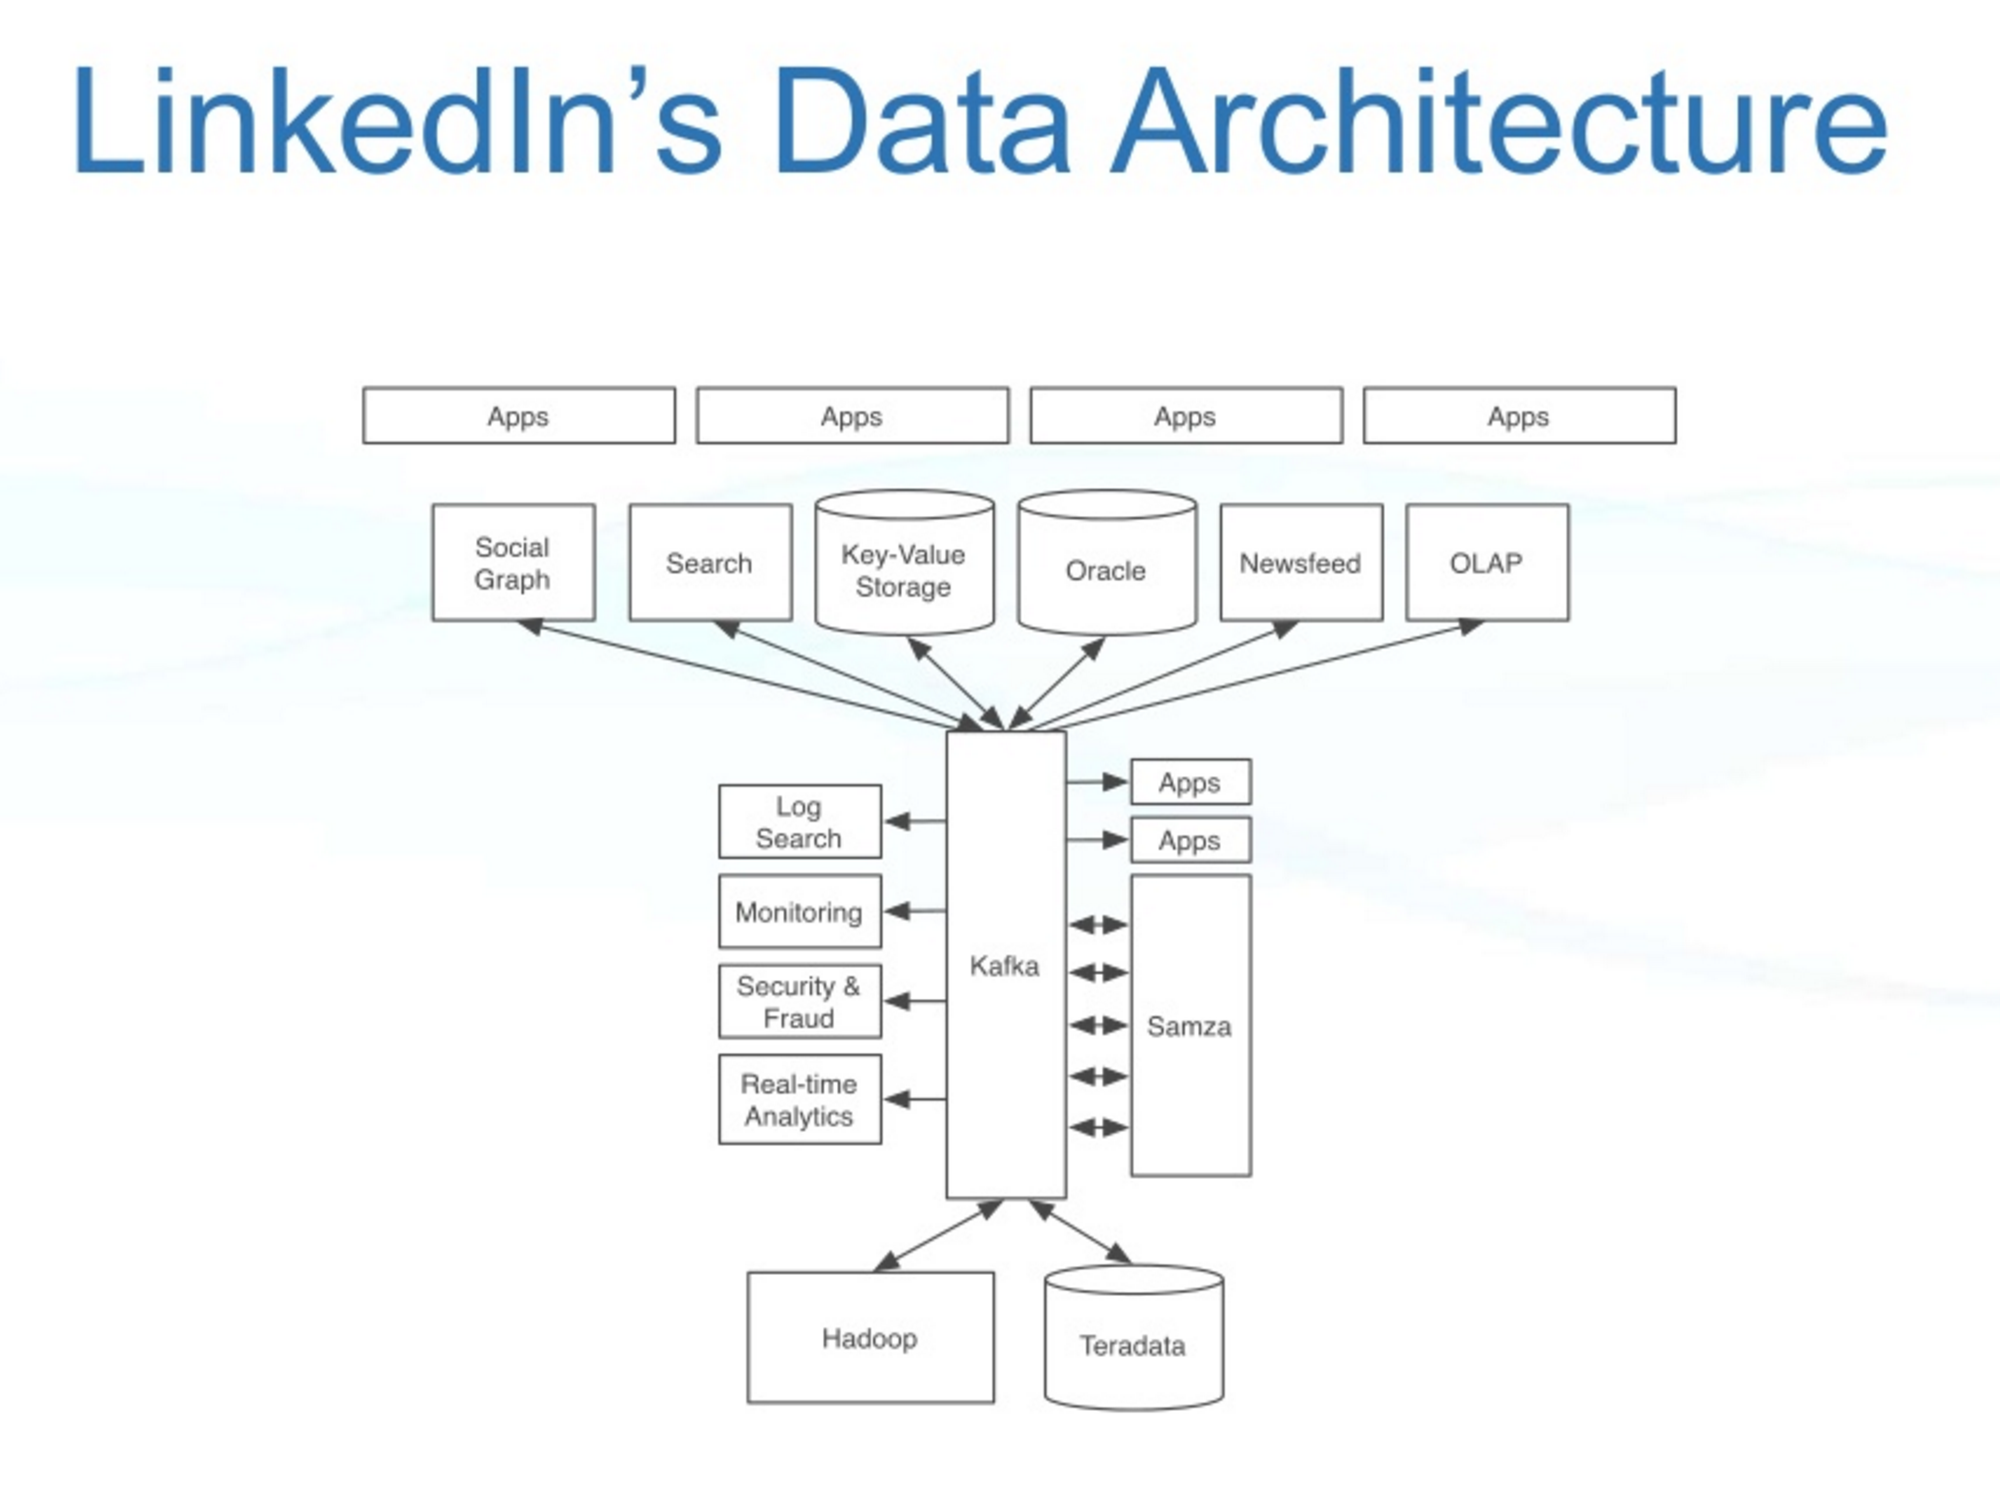 LinkedIn’s Data Architecture
Apps
Apps
Apps
Apps
Social
Graph
Search
Key-Value
Storage
Oracle
Newsfeed
OLAP
Log
Search
Monitoring
Security &
Fraud
Real-time
Analytics
Kafka
Apps
Apps
Samza
Hadoop
Teradata